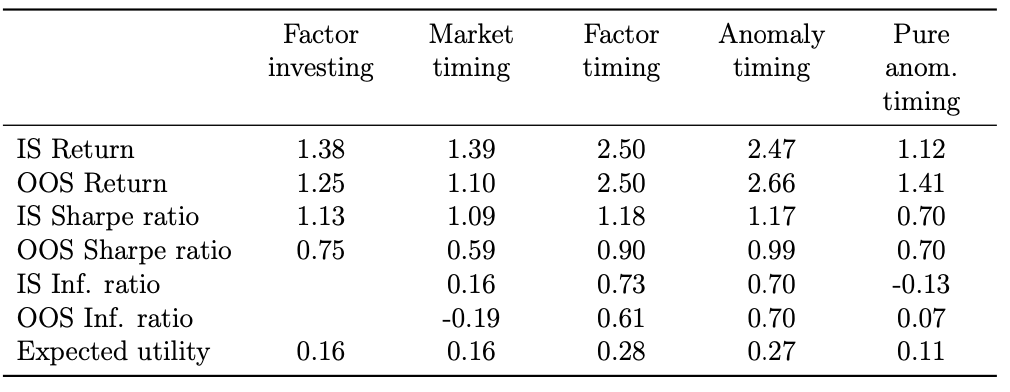 Factor Market Factor Anomaly Pure
investing timing timing timing anom.
timing
IS Return 1.38 1.39 2.50 2.47 1.12
OOS Return 1.25 1.10 2.50 2.66 1.41
IS Sharpe ratio 1.13 1.09 1.18 1.17 0.70
OOS Sharpe ratio 0.75 0.59 0.90 0.99 0.70
IS Inf. ratio 0.16 0.73 0.70 -0.13
OOS Inf. ratio -0.19 0.61 0.70 0.07
Expected utility 0.16 0.16 0.28 0.27 0.11